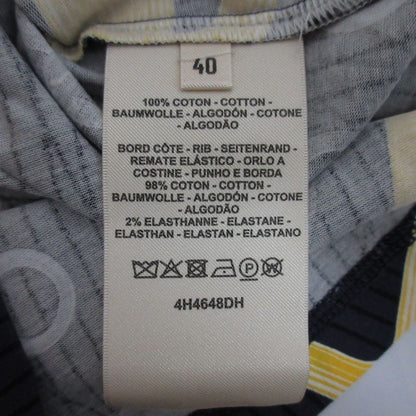 40
100% COTON - COTTON -
BAUMWOLLE - ALGODÓN - COTONE
- ALGODÃO
BORD CÔTE - RIB - SEITENRAND -
REMATE ELÁSTICO - ORLO A
COSTINE - PUNHO E BORDA
98% COTON - COTTON -
BAUMWOLLE - ALGODÓN - COTONE
- ALGODÃO
2% ELASTHANNE - ELASTANE -
ELASTHAN - ELASTAN - ELASTANO
P W
4H4648DH